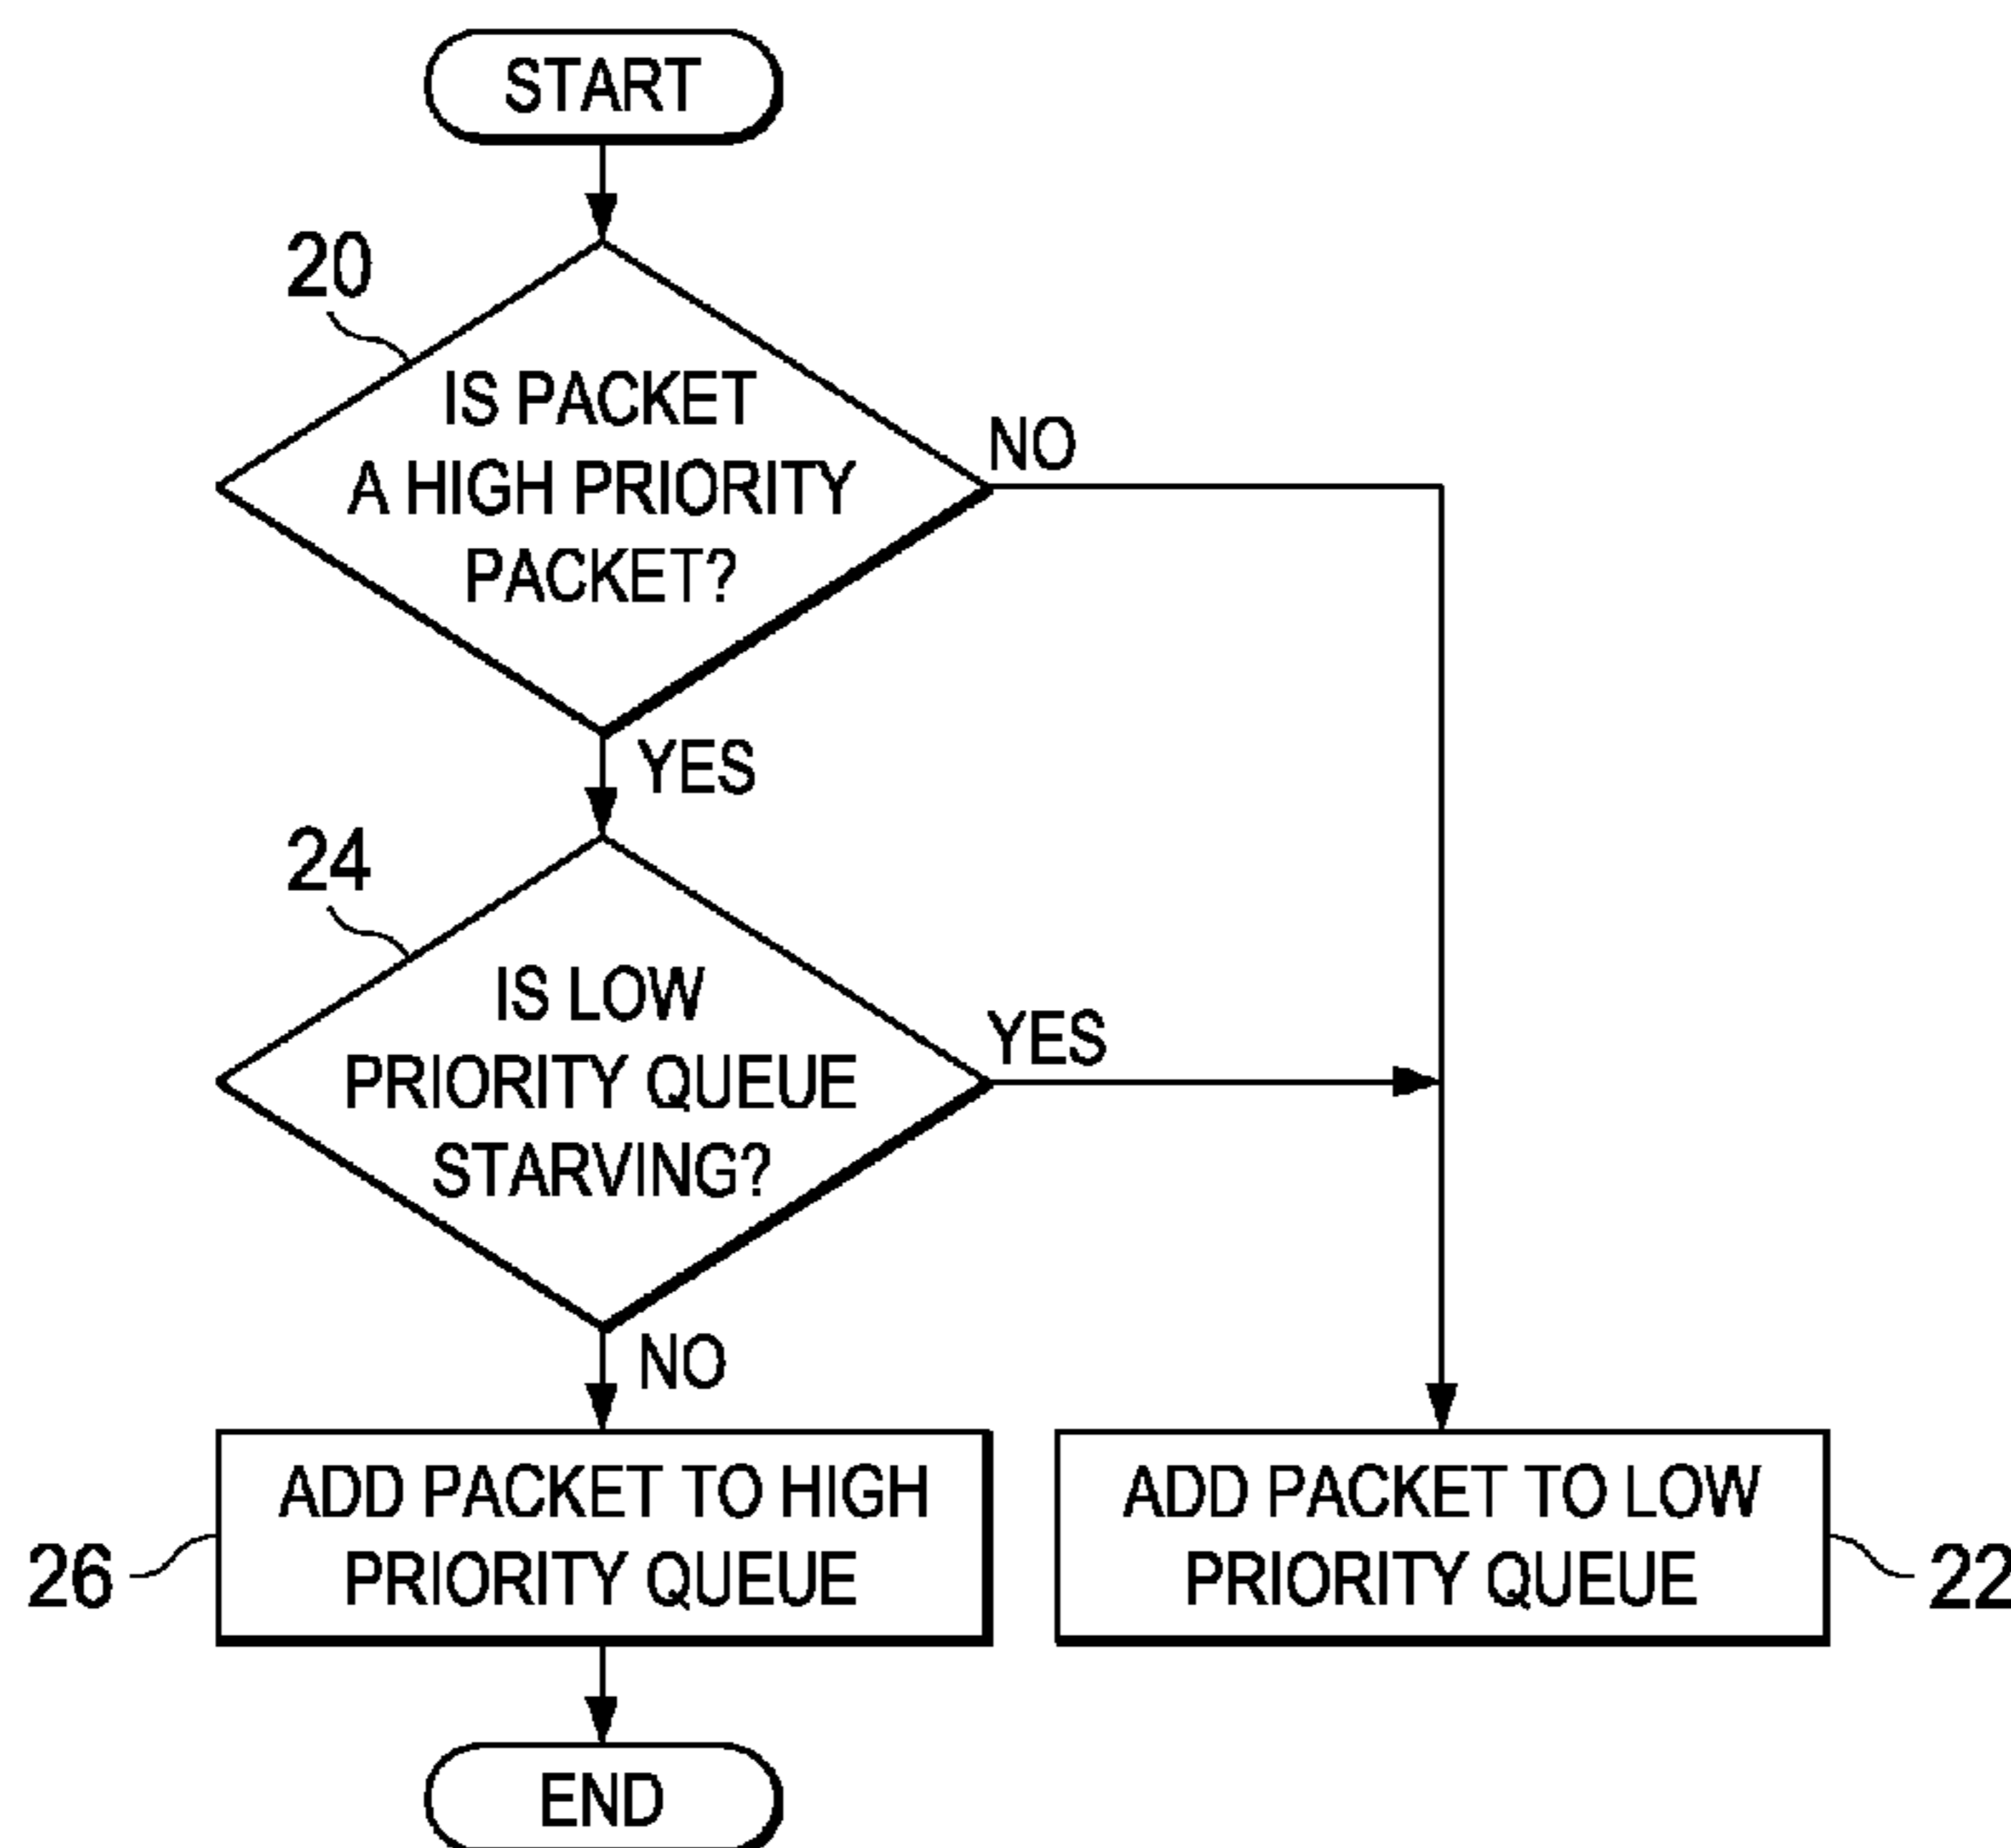 START
20
IS PACKET
A HIGH PRIORITY
PACKET?
NO
YES
24
IS LOW
PRIORITY QUEUE
STARVING?
YES
NO
26
ADD PACKET TO HIGH
PRIORITY QUEUE
ADD PACKET TO LOW
PRIORITY QUEUE
22
END